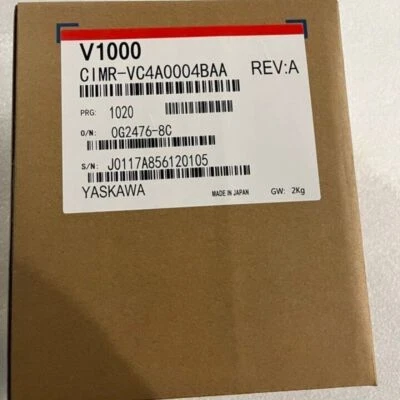 V1000
CIMR-VC4A0004BAA REV:A
PRG: 1020
O/N: 0G2476-8C
S/N: J0117A856120105
YASKAWA MADE IN JAPAN GW: 2Kg